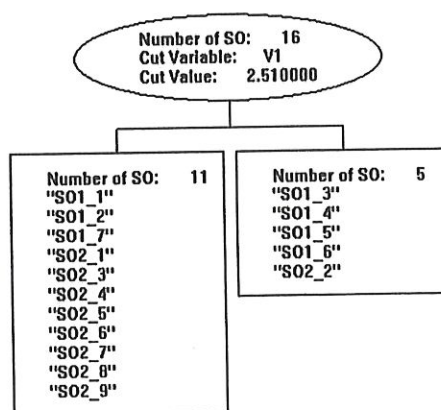 Number of SO: 16
Cut Variable: V1
Cut Value: 2.510000
Number of SO: 11
"SO1_1"
"SO1_2"
"SO1_7"
"SO2_1"
"SO2_3"
"SO2_4"
"SO2_5"
"SO2_6"
"SO2_7"
"SO2_8"
"SO2_9"
Number of SO: 5
"SO1_3"
"SO1_4"
"SO1_5"
"SO1_6"
"SO2_2"